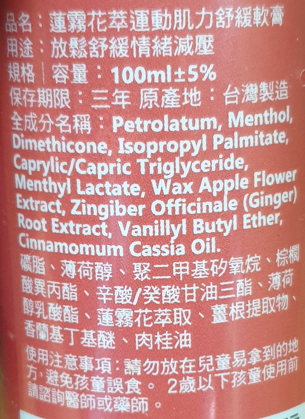 品名：蓮霧花萃運動肌力舒緩軟膏
用途：放鬆舒緩情緒減壓
規格｜容量：100ml±5%
保存期限：三年 原產地：台灣製造
全成分名稱：Petrolatum, Menthol,
Dimethicone, Isopropyl Palmitate,
Caprylic/Capric Triglyceride,
Menthyl Lactate, Wax Apple Flower
Extract, Zingiber Officinale (Ginger)
Root Extract, Vanillyl Butyl Ether,
Cinnamomum Cassia Oil.
礦脂、薄荷醇、聚二甲基矽氧烷、棕櫚
酸異丙酯、辛酸/癸酸甘油三酯、薄荷
醇乳酸酯、蓮霧花萃取、薑根提取物、
香蘭基丁基醚、肉桂油
使用注意事項：請勿放在兒童易拿到的地
方，避免孩童誤食。 2歲以下孩童使用前
請諮詢醫師或藥師。